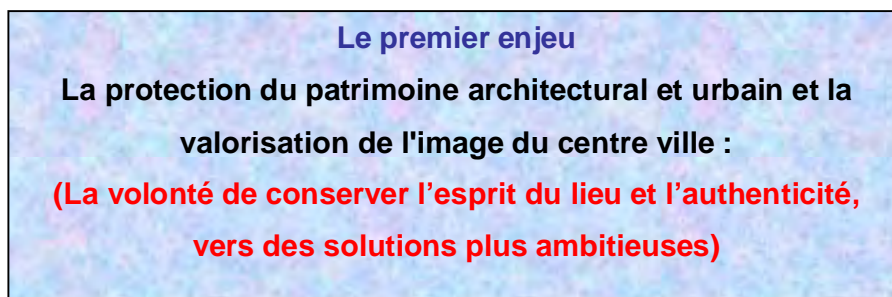 Le premier enjeu
La protection du patrimoine architectural et urbain et la
valorisation de l'image du centre ville :
(La volonté de conserver l’esprit du lieu et l’authenticité,
vers des solutions plus ambitieuses)